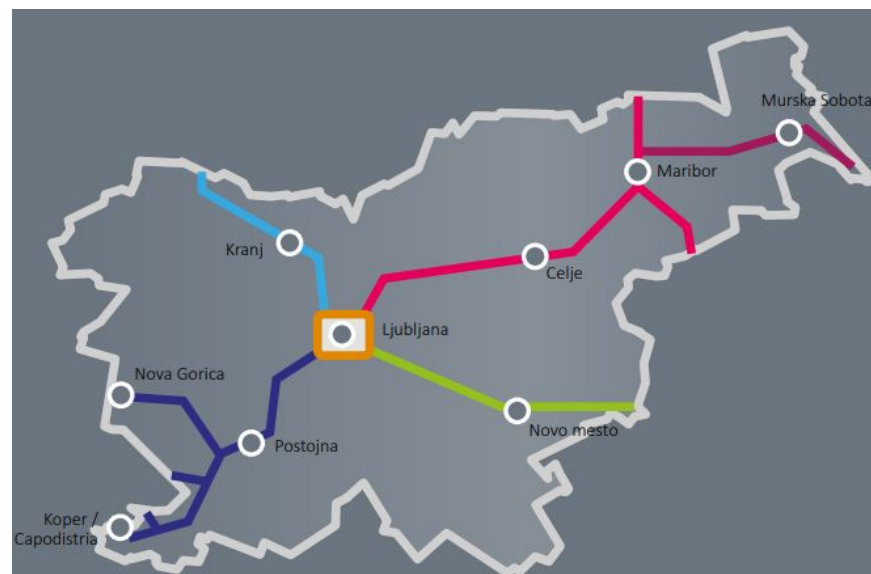 Murska Sobota
Maribor
Kranj
Celje
Ljubljana
Nova Gorica
Novo mesto
Postojna
Koper /
Capodistria